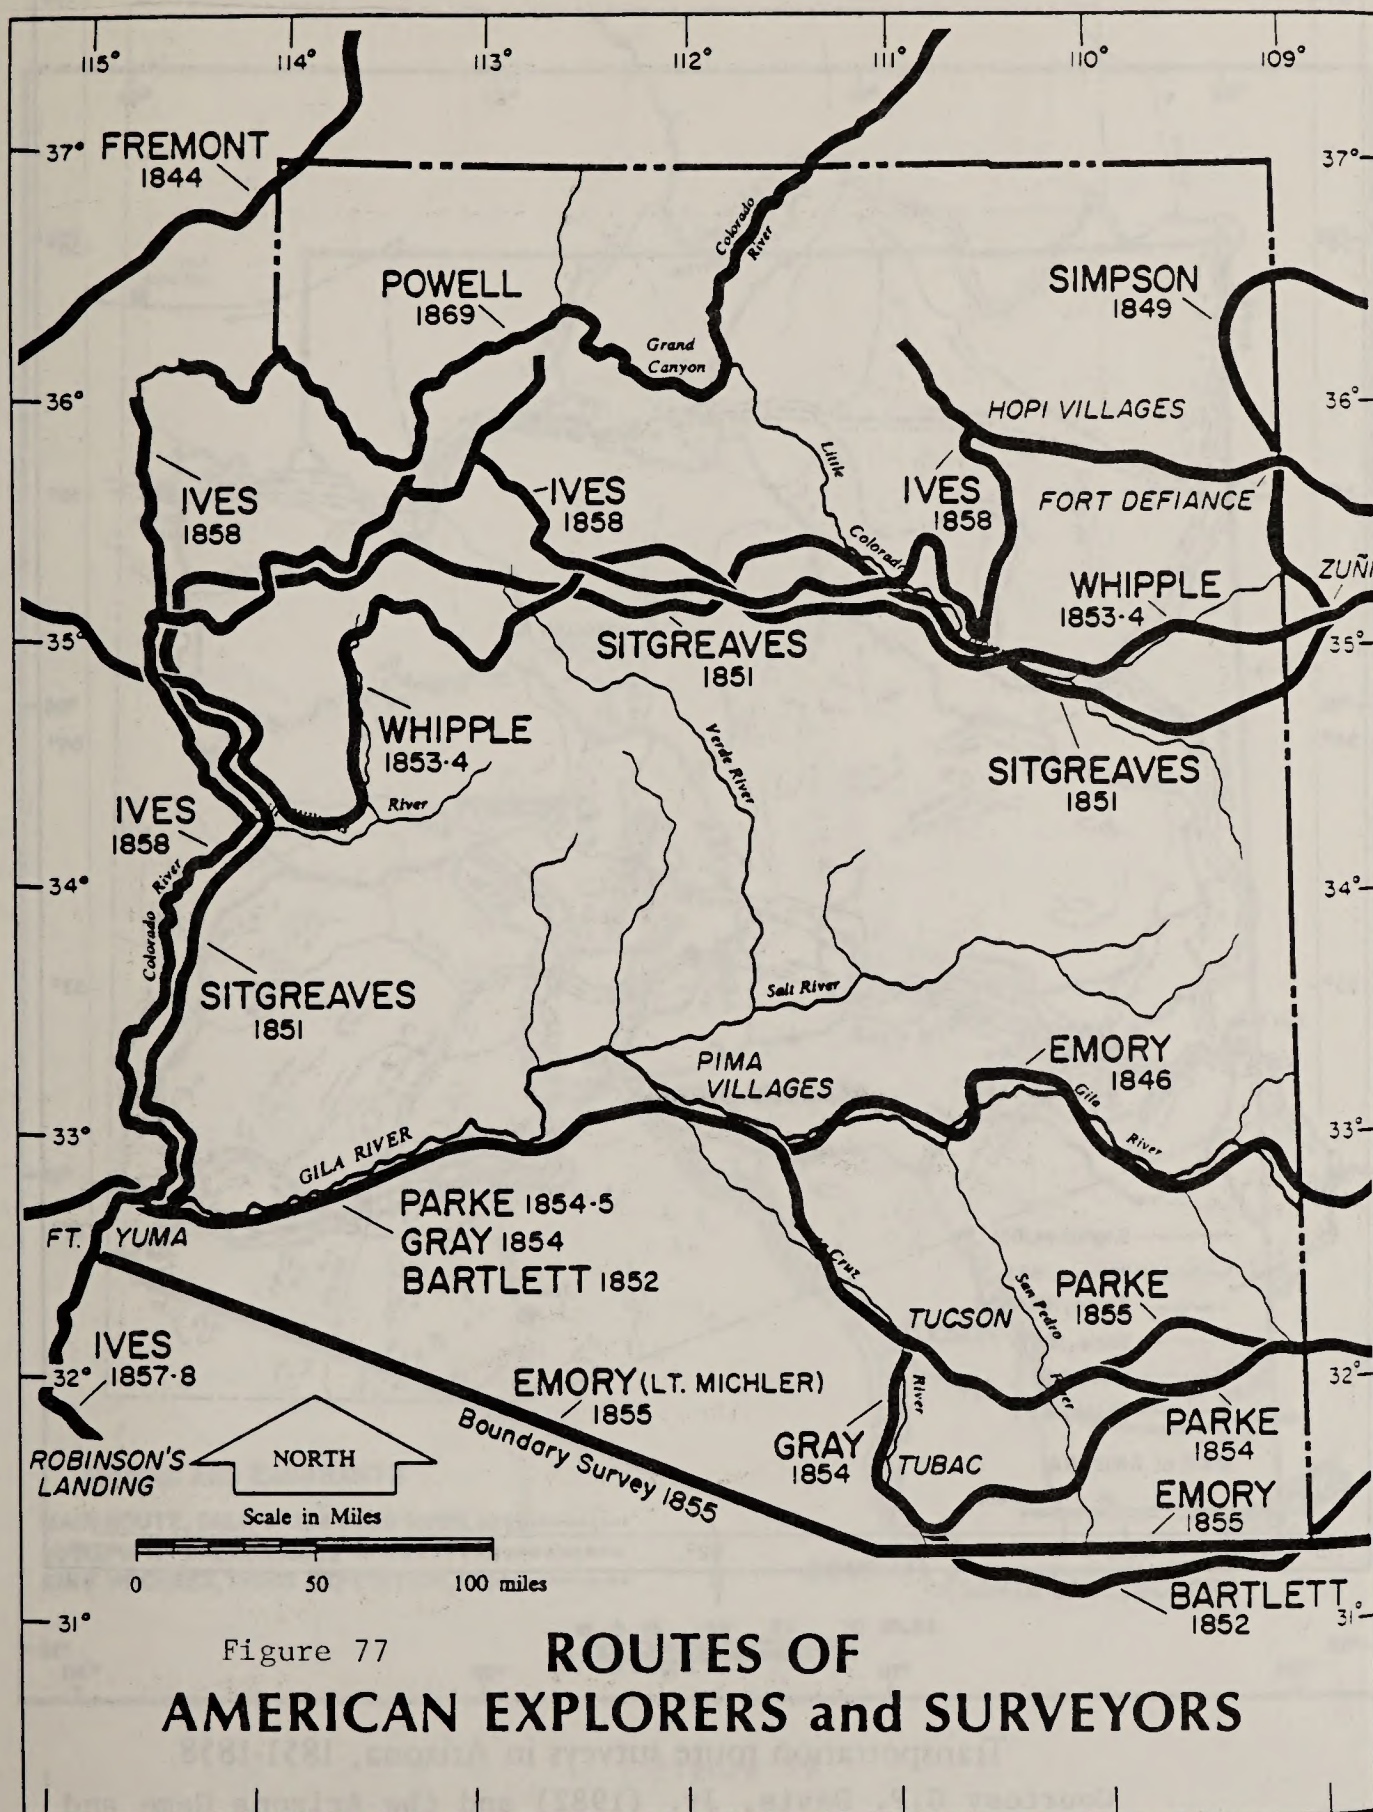 115° 114° 113° 112° 111° 110° 109°
37° 37°
FREMONT
1844
Colorado
River
POWELL
1869
SIMPSON
1849
Grand
Canyon
36° 36°
HOPI VILLAGES
Little
IVES
1858
IVES
1858
IVES
1858
FORT DEFIANCE
Colorado
ZUÑI
WHIPPLE
1853-4
35° 35°
SITGREAVES
1851
WHIPPLE
1853-4
Verde River
SITGREAVES
1851
IVES
1858
River
34° 34°
Colorado River
Salt River
SITGREAVES
1851
PIMA
VILLAGES
EMORY
1846
Gila
River
33° 33°
GILA RIVER
PARKE 1854-5
GRAY 1854
BARTLETT 1852
FT. YUMA
Cruz
River
San Pedro
River
TUCSON
PARKE
1855
IVES
1857-8
32° 32°
EMORY (LT. MICHLER)
1855
Boundary Survey 1855
PARKE
1854
GRAY
1854
TUBAC
ROBINSON'S
LANDING
NORTH
EMORY
1855
Scale in Miles
0 50 100 miles
BARTLETT
1852
31° 31°
Figure 77
ROUTES OF
AMERICAN EXPLORERS and SURVEYORS